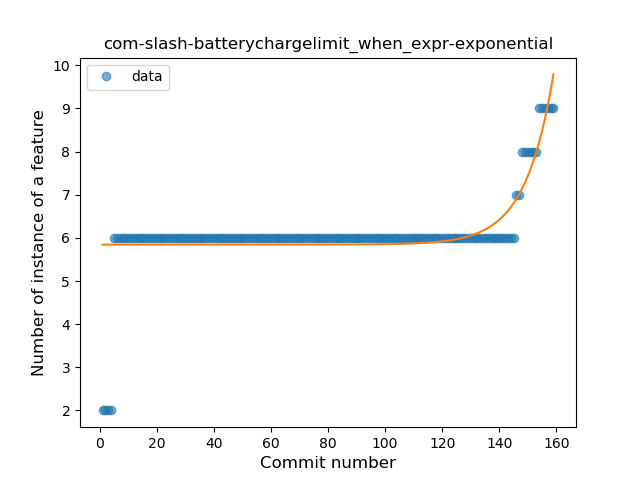 com-slash-batterychargelimit_when_expr-exponential
data
Number of instance of a feature
10
9
8
7
6
5
4
3
2
0 20 40 60 80 100 120 140 160
Commit number